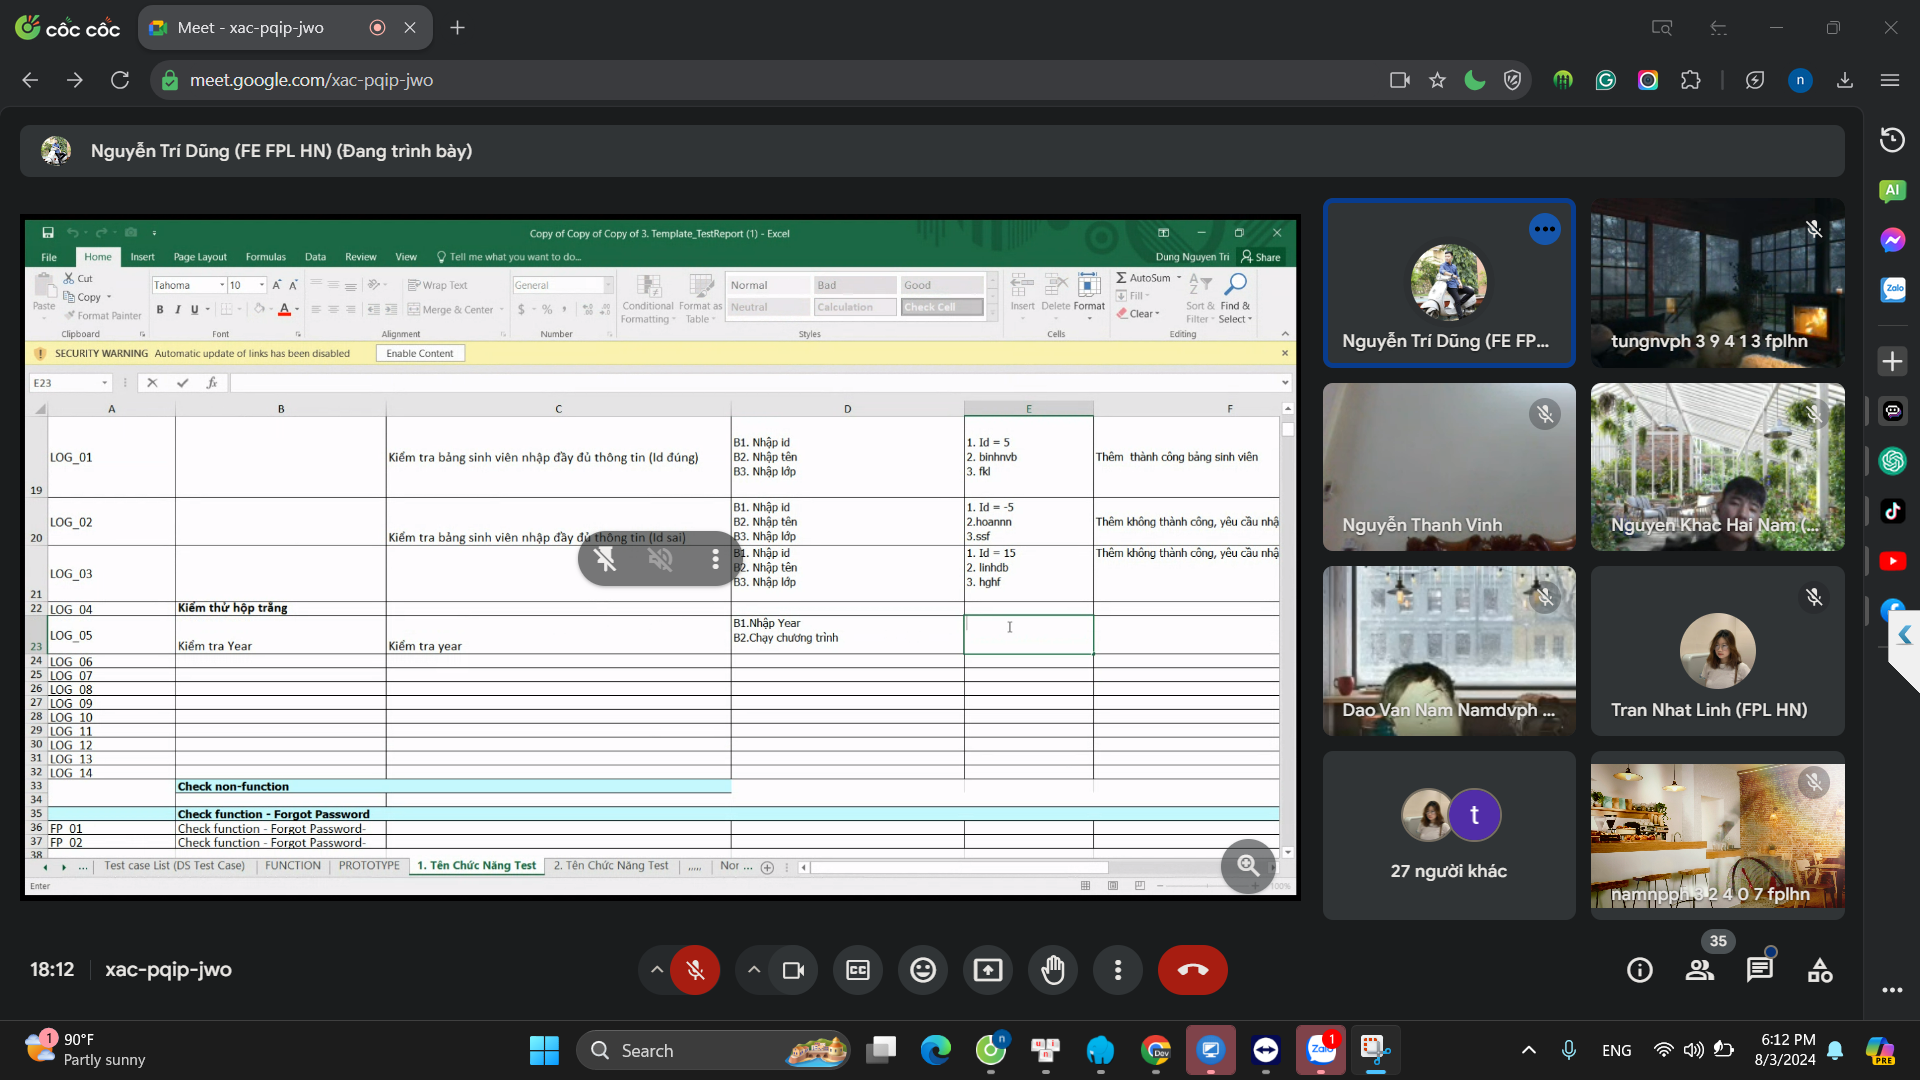 cốc cốc
Meet - xac-pqip-jwo
meet.google.com/xac-pqip-jwo
n
Nguyễn Trí Dũng (FE FPL HN) (Đang trình bày)
Copy of Copy of Copy of 3. Template_TestReport (1) - Excel
File
Home
Insert
Page Layout
Formulas
Data
Review
View
Tell me what you want to do...
Dung Nguyen Tri
Share
Paste
Cut
Copy
Format Painter
Clipboard
Tahoma
10
B I U
Font
Wrap Text
Merge & Center
Alignment
General
$ % ,
Number
Conditional Formatting
Format as Table
Normal
Bad
Good
Neutral
Calculation
Check Cell
Styles
Insert
Delete
Format
Cells
AutoSum
Fill
Clear
Sort & Filter
Find & Select
Editing
SECURITY WARNING Automatic update of links has been disabled
Enable Content
E23
fx
A B C D E F
19 LOG_01
Kiểm tra bảng sinh viên nhập đầy đủ thông tin (Id đúng)
B1. Nhập id
B2. Nhập tên
B3. Nhập lớp
1. Id = 5
2. binhnvb
3. fkl
Thêm thành công bảng sinh viên
20 LOG_02
Kiểm tra bảng sinh viên nhập đầy đủ thông tin (Id sai)
B1. Nhập id
B2. Nhập tên
B3. Nhập lớp
1. Id = -5
2.hoannn
3.ssf
Thêm không thành công, yêu cầu nhậ
21 LOG_03
B1. Nhập id
B2. Nhập tên
B3. Nhập lớp
1. Id = 15
2. linhdb
3. hghf
Thêm không thành công, yêu cầu nhậ
22 LOG_04 Kiểm thử hộp trắng
23 LOG_05 Kiểm tra Year Kiểm tra year
B1.Nhập Year
B2.Chạy chương trình
24 LOG_06
25 LOG_07
26 LOG_08
27 LOG_09
28 LOG_10
29 LOG_11
30 LOG_12
31 LOG_13
32 LOG_14
33 Check non-function
34
35 Check function - Forgot Password
36 FP_01 Check function - Forgot Password-
37 FP_02 Check function - Forgot Password-
38
... Test case List (DS Test Case) FUNCTION PROTOTYPE 1. Tên Chức Năng Test 2. Tên Chức Năng Test ,,,,, Nor ...
Enter
100%
Nguyễn Trí Dũng (FE FP...
tungnvph 3 9 4 1 3 fplhn
Nguyễn Thanh Vinh
Nguyen Khac Hai Nam (...
Dao Van Nam Namdvph ...
Tran Nhat Linh (FPL HN)
t
27 người khác
namnpph 3 2 4 0 7 fplhn
AI
Zalo
18:12
xac-pqip-jwo
CC
35
1
90°F
Partly sunny
Search
n
Dev
Zalo
1
ENG
6:12 PM
8/3/2024
PRE